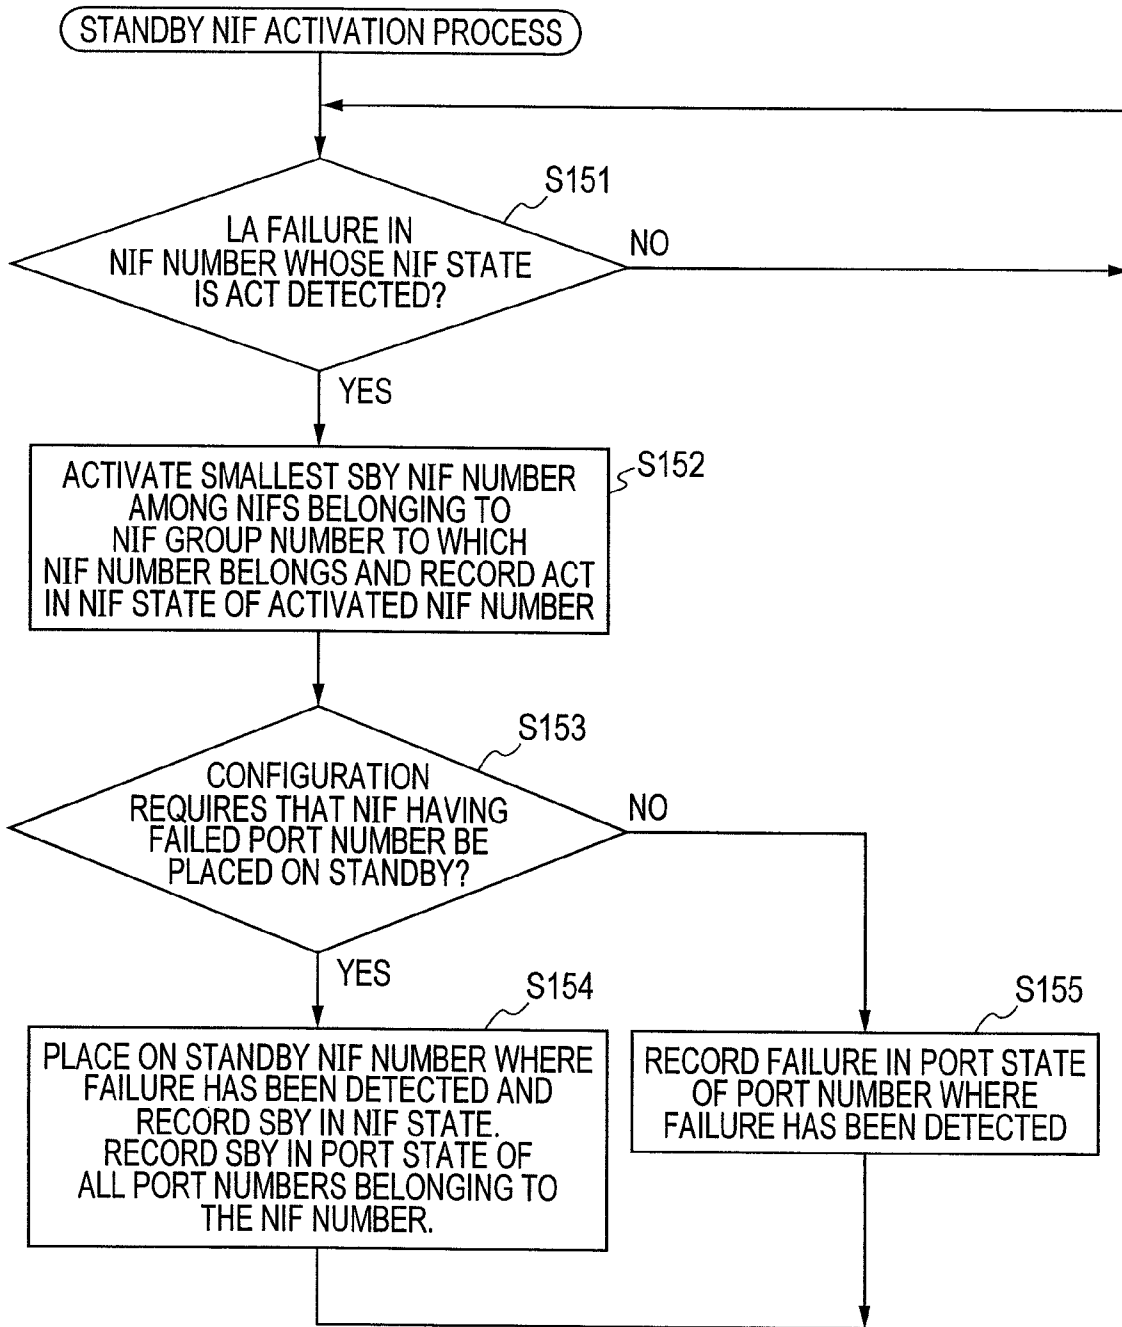 STANDBY NIF ACTIVATION PROCESS
S151
LA FAILURE IN
NIF NUMBER WHOSE NIF STATE
IS ACT DETECTED?
NO
YES
S152
ACTIVATE SMALLEST SBY NIF NUMBER
AMONG NIFS BELONGING TO
NIF GROUP NUMBER TO WHICH
NIF NUMBER BELONGS AND RECORD ACT
IN NIF STATE OF ACTIVATED NIF NUMBER
S153
CONFIGURATION
REQUIRES THAT NIF HAVING
FAILED PORT NUMBER BE
PLACED ON STANDBY?
NO
YES
S154
PLACE ON STANDBY NIF NUMBER WHERE
FAILURE HAS BEEN DETECTED AND
RECORD SBY IN NIF STATE.
RECORD SBY IN PORT STATE OF
ALL PORT NUMBERS BELONGING TO
THE NIF NUMBER.
S155
RECORD FAILURE IN PORT STATE
OF PORT NUMBER WHERE
FAILURE HAS BEEN DETECTED